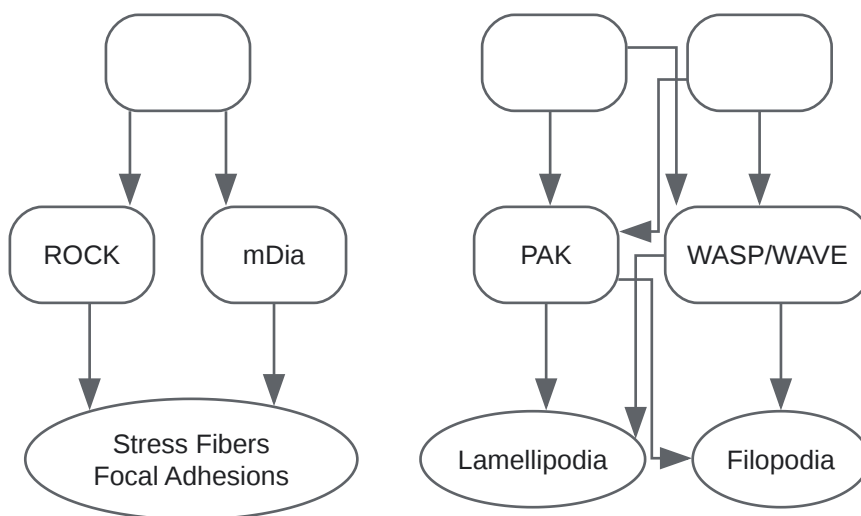 ROCK
mDia
PAK
WASP/WAVE
Stress Fibers
Focal Adhesions
Lamellipodia
Filopodia